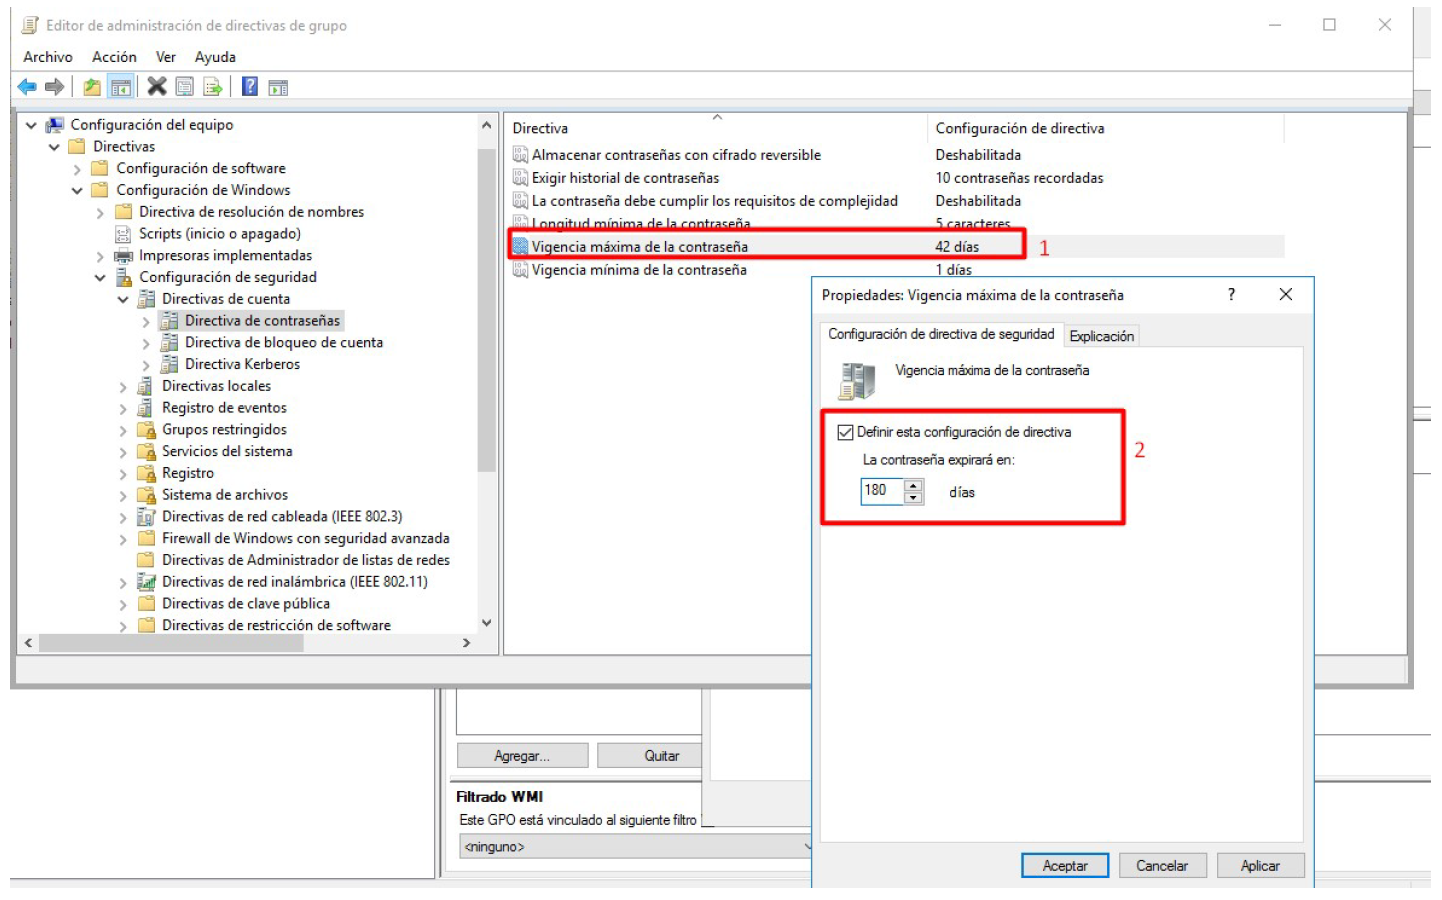 Editor de administración de directivas de grupo
Archivo Acción Ver Ayuda
Configuración del equipo
Directivas
Configuración de software
Configuración de Windows
Directiva de resolución de nombres
Scripts (inicio o apagado)
Impresoras implementadas
Configuración de seguridad
Directivas de cuenta
Directiva de contraseñas
Directiva de bloqueo de cuenta
Directiva Kerberos
Directivas locales
Registro de eventos
Grupos restringidos
Servicios del sistema
Registro
Sistema de archivos
Directivas de red cableada (IEEE 802.3)
Firewall de Windows con seguridad avanzada
Directivas de Administrador de listas de redes
Directivas de red inalámbrica (IEEE 802.11)
Directivas de clave pública
Directivas de restricción de software
Directiva Configuración de directiva
Almacenar contraseñas con cifrado reversible Deshabilitada
Exigir historial de contraseñas 10 contraseñas recordadas
La contraseña debe cumplir los requisitos de complejidad Deshabilitada
Longitud mínima de la contraseña 5 caracteres
Vigencia máxima de la contraseña 42 días 1
Vigencia mínima de la contraseña 1 días
Propiedades: Vigencia máxima de la contraseña ?
Configuración de directiva de seguridad Explicación
Vigencia máxima de la contraseña
Definir esta configuración de directiva
2
La contraseña expirará en:
180 días
Aceptar Cancelar Aplicar
Agregar... Quitar
Filtrado WMI
Este GPO está vinculado al siguiente filtro
<ninguno>